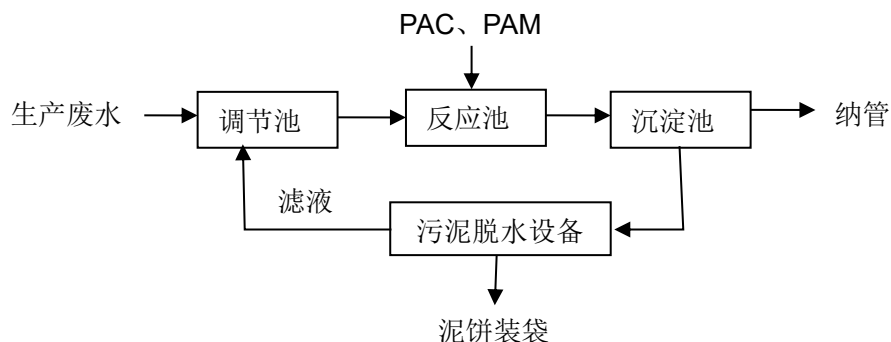 PAC、PAM
生产废水
调节池
反应池
沉淀池
纳管
滤液
污泥脱水设备
泥饼装袋